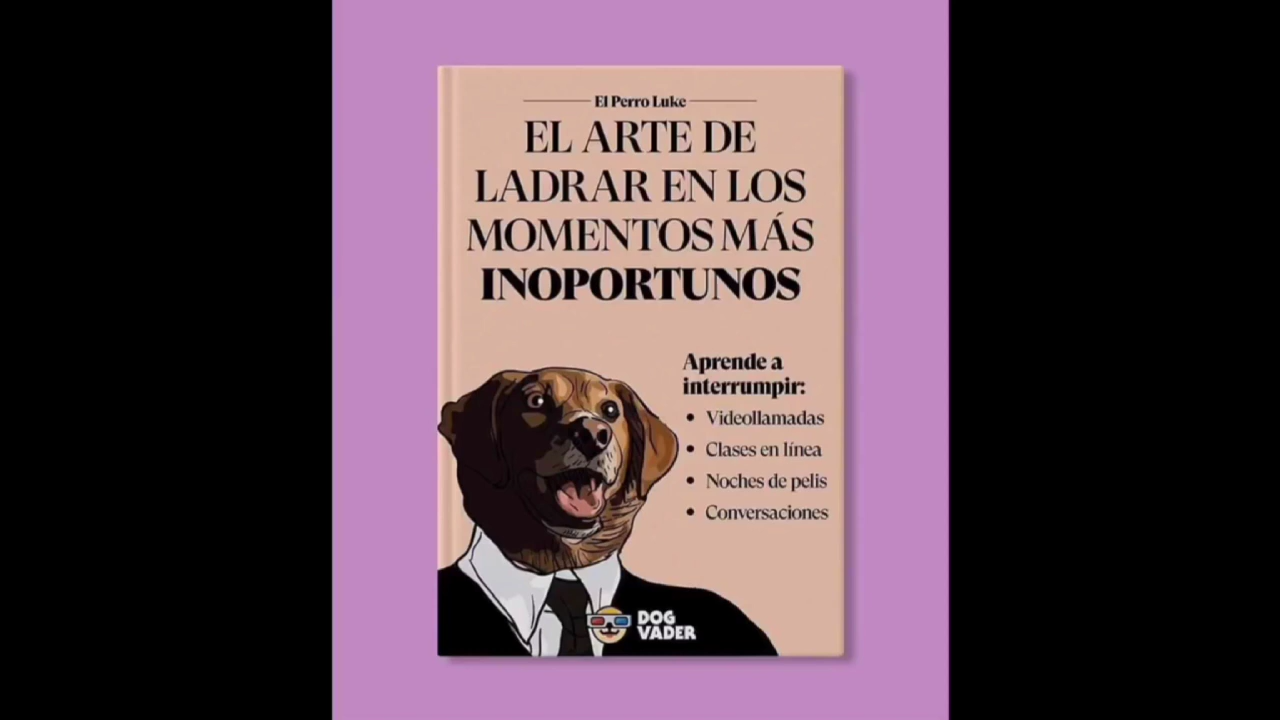 El Perro Luke
EL ARTE DE
LADRAR EN LOS
MOMENTOS MÁS
INOPORTUNOS
Aprende a
interrumpir:
• Videollamadas
• Clases en línea
• Noches de pelis
• Conversaciones
DOG
VADER